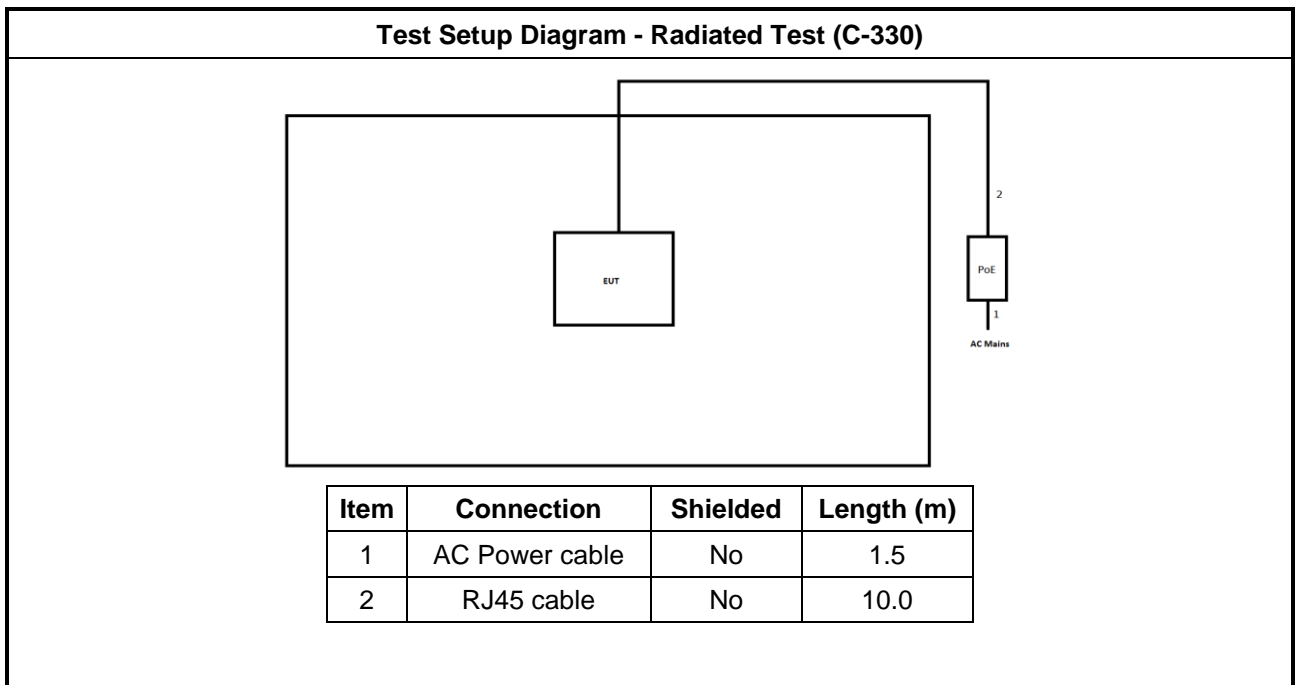 Test Setup Diagram - Radiated Test (C-330)
2
EUT
PoE
1
AC Mains
Item Connection Shielded Length (m)
1 AC Power cable No 1.5
2 RJ45 cable No 10.0